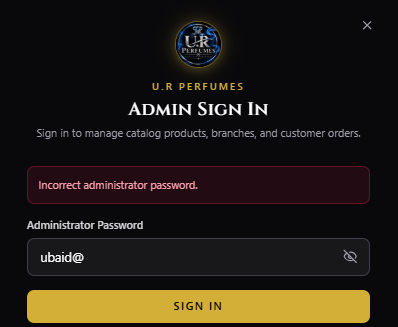 U.R
PERFUMES
U.R PERFUMES
ADMIN SIGN IN
Sign in to manage catalog products, branches, and customer orders.
Incorrect administrator password.
Administrator Password
ubaid@
SIGN IN